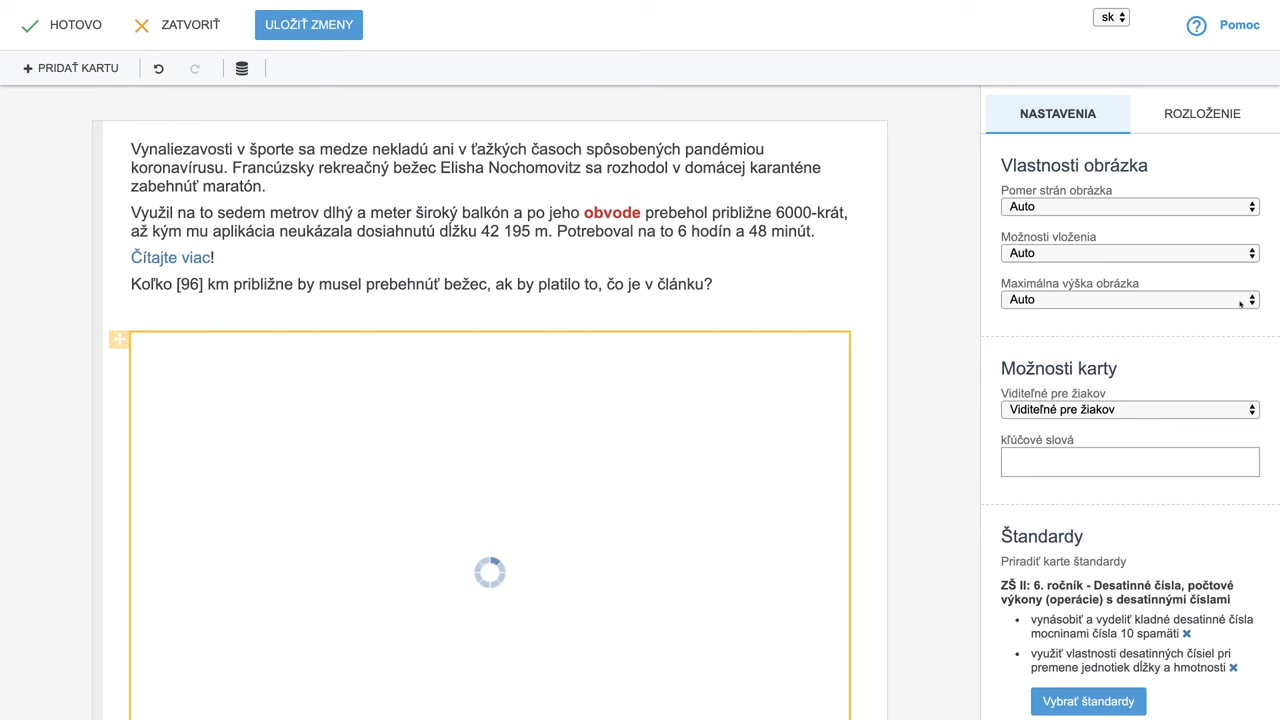 HOTOVO
ZATVORIŤ
ULOŽIŤ ZMENY
sk
Pomoc
PRIDAŤ KARTU
NASTAVENIA
ROZLOŽENIE
Vynaliezavosti v športe sa medze nekladú ani v ťažkých časoch spôsobených pandémiou
koronavírusu. Francúzsky rekreačný bežec Elisha Nochomovitz sa rozhodol v domácej karanténe
zabehnúť maratón.
Využil na to sedem metrov dlhý a meter široký balkón a po jeho obvode prebehol približne 6000-krát,
až kým mu aplikácia neukázala dosiahnutú dĺžku 42 195 m. Potreboval na to 6 hodín a 48 minút.
Čítajte viac!
Koľko [96] km približne by musel prebehnúť bežec, ak by platilo to, čo je v článku?
Vlastnosti obrázka
Pomer strán obrázka
Auto
Možnosti vloženia
Auto
Maximálna výška obrázka
Auto
Možnosti karty
Viditeľné pre žiakov
Viditeľné pre žiakov
kľúčové slová
Štandardy
Priradiť karte štandardy
ZŠ II: 6. ročník - Desatinné čísla, počtové
výkony (operácie) s desatinnými číslami
vynásobiť a vydeliť kladné desatinné čísla
mocninami čísla 10 spamäti
využiť vlastnosti desatinných čísiel pri
premene jednotiek dĺžky a hmotnosti
Vybrať štandardy